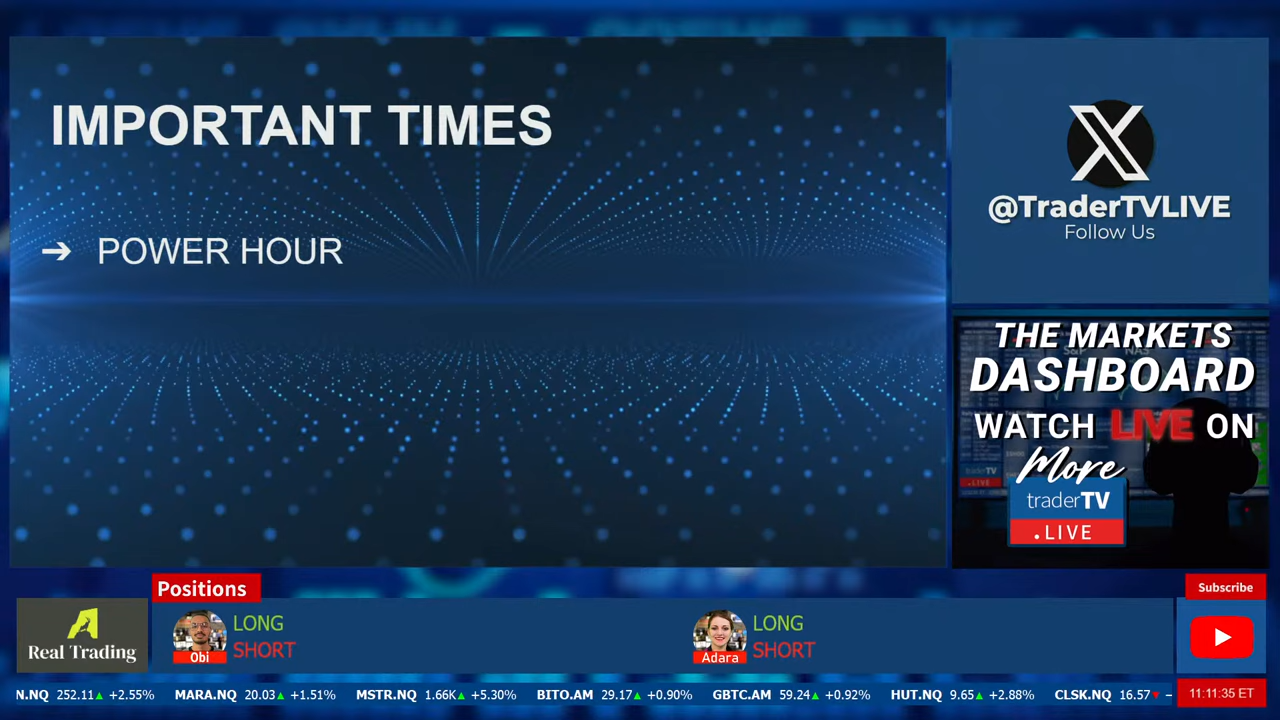 IMPORTANT TIMES
➔ POWER HOUR
@TraderTVLIVE
Follow Us
THE MARKETS
DASHBOARD
WATCH LIVE ON
More
traderTV
.LIVE
Positions
Real Trading
Obi
LONG
SHORT
Adara
LONG
SHORT
Subscribe
N.NQ 252.11▲ +2.55% MARA.NQ 20.03▲ +1.51% MSTR.NQ 1.66K▲ +5.30% BITO.AM 29.17▲ +0.90% GBTC.AM 59.24▲ +0.92% HUT.NQ 9.65▲ +2.88% CLSK.NQ 16.57▼ –
11:11:35 ET